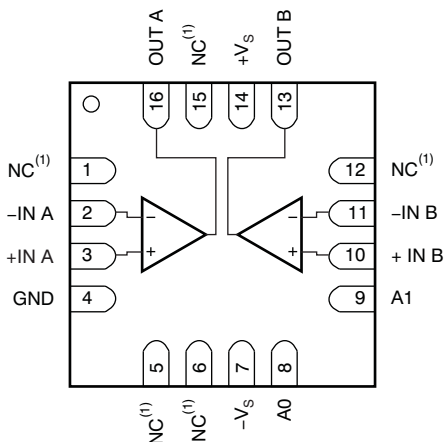 OUT A
NC(1)
+VS
OUT B
16
15
14
13
NC(1)
1
12
NC(1)
–IN A
2
–
–
11
–IN B
+IN A
3
+
+
10
+ IN B
GND
4
9
A1
5
6
7
8
NC(1)
NC(1)
–VS
A0